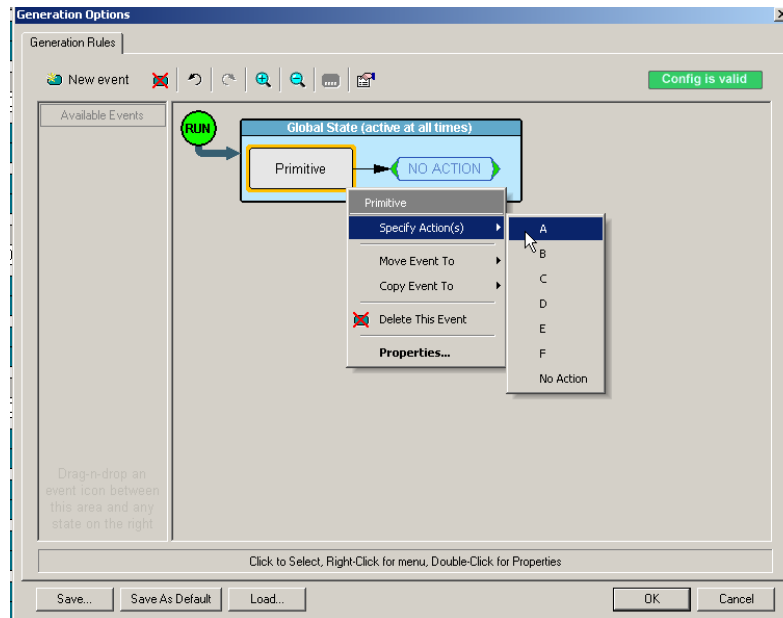 Generation Options
Generation Rules
New event
Config is valid
Available Events
RUN
Global State (active at all times)
Primitive
NO ACTION
Primitive
Specify Action(s)
Move Event To
Copy Event To
Delete This Event
Properties...
A
B
C
D
E
F
No Action
Drag-n-drop an
event icon between
this area and any
state on the right
Click to Select, Right-Click for menu, Double-Click for Properties
Save...
Save As Default
Load...
OK
Cancel